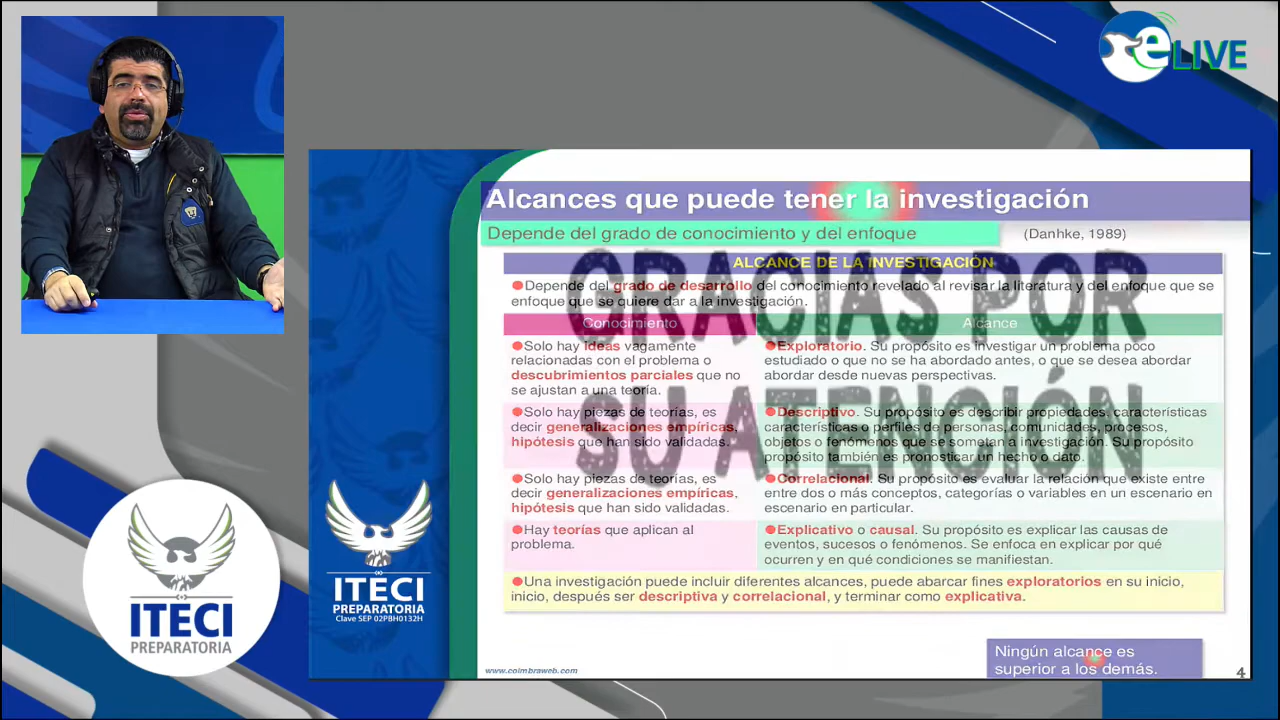 eLIVE
Alcances que puede tener la investigación
Depende del grado de conocimiento y del enfoque
(Danhke, 1989)
GRACIAS POR
SU ATENCIÓN
ALCANCE DE LA INVESTIGACIÓN
Depende del grado de desarrollo del conocimiento revelado al revisar la literatura y del enfoque que se
enfoque que se quiere dar a la investigación.
Conocimiento
Alcance
Solo hay ideas vagamente
relacionadas con el problema o
descubrimientos parciales que no
se ajustan a una teoría.
Exploratorio. Su propósito es investigar un problema poco
estudiado o que no se ha abordado antes, o que se desea abordar
abordar desde nuevas perspectivas.
Solo hay piezas de teorías, es
decir generalizaciones empíricas,
hipótesis que han sido validadas.
Descriptivo. Su propósito es describir propiedades, características
características o perfiles de personas, comunidades, procesos,
objetos o fenómenos que se sometan a investigación. Su propósito
propósito también es pronosticar un hecho o dato.
Solo hay piezas de teorías, es
decir generalizaciones empíricas,
hipótesis que han sido validadas.
Correlacional. Su propósito es evaluar la relación que existe entre
entre dos o más conceptos, categorías o variables en un escenario en
escenario en particular.
Hay teorías que aplican al
problema.
Explicativo o causal. Su propósito es explicar las causas de
eventos, sucesos o fenómenos. Se enfoca en explicar por qué
ocurren y en qué condiciones se manifiestan.
Una investigación puede incluir diferentes alcances, puede abarcar fines exploratorios en su inicio,
inicio, después ser descriptiva y correlacional, y terminar como explicativa.
Ningún alcance es
superior a los demás.
www.coimbraweb.com
4
ITECI
PREPARATORIA
Clave SEP 02PBH0132H
ITECI
PREPARATORIA